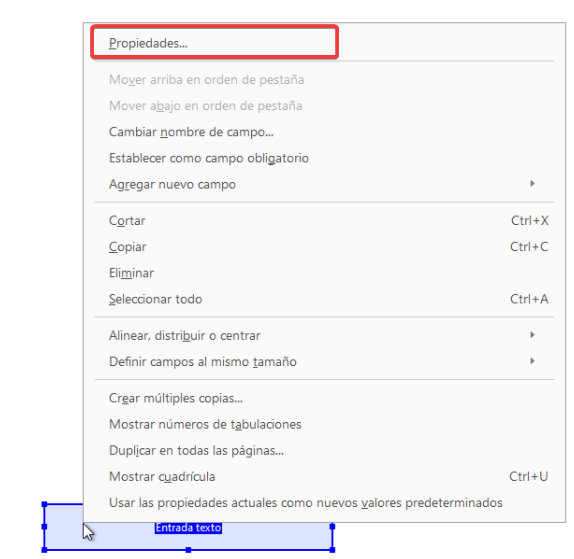 Propiedades...
Mover arriba en orden de pestaña
Mover abajo en orden de pestaña
Cambiar nombre de campo...
Establecer como campo obligatorio
Agregar nuevo campo
Cortar Ctrl+X
Copiar Ctrl+C
Eliminar
Seleccionar todo Ctrl+A
Alinear, distribuir o centrar
Definir campos al mismo tamaño
Crear múltiples copias...
Mostrar números de tabulaciones
Duplicar en todas las páginas...
Mostrar cuadrícula Ctrl+U
Usar las propiedades actuales como nuevos valores predeterminados
Entrada texto